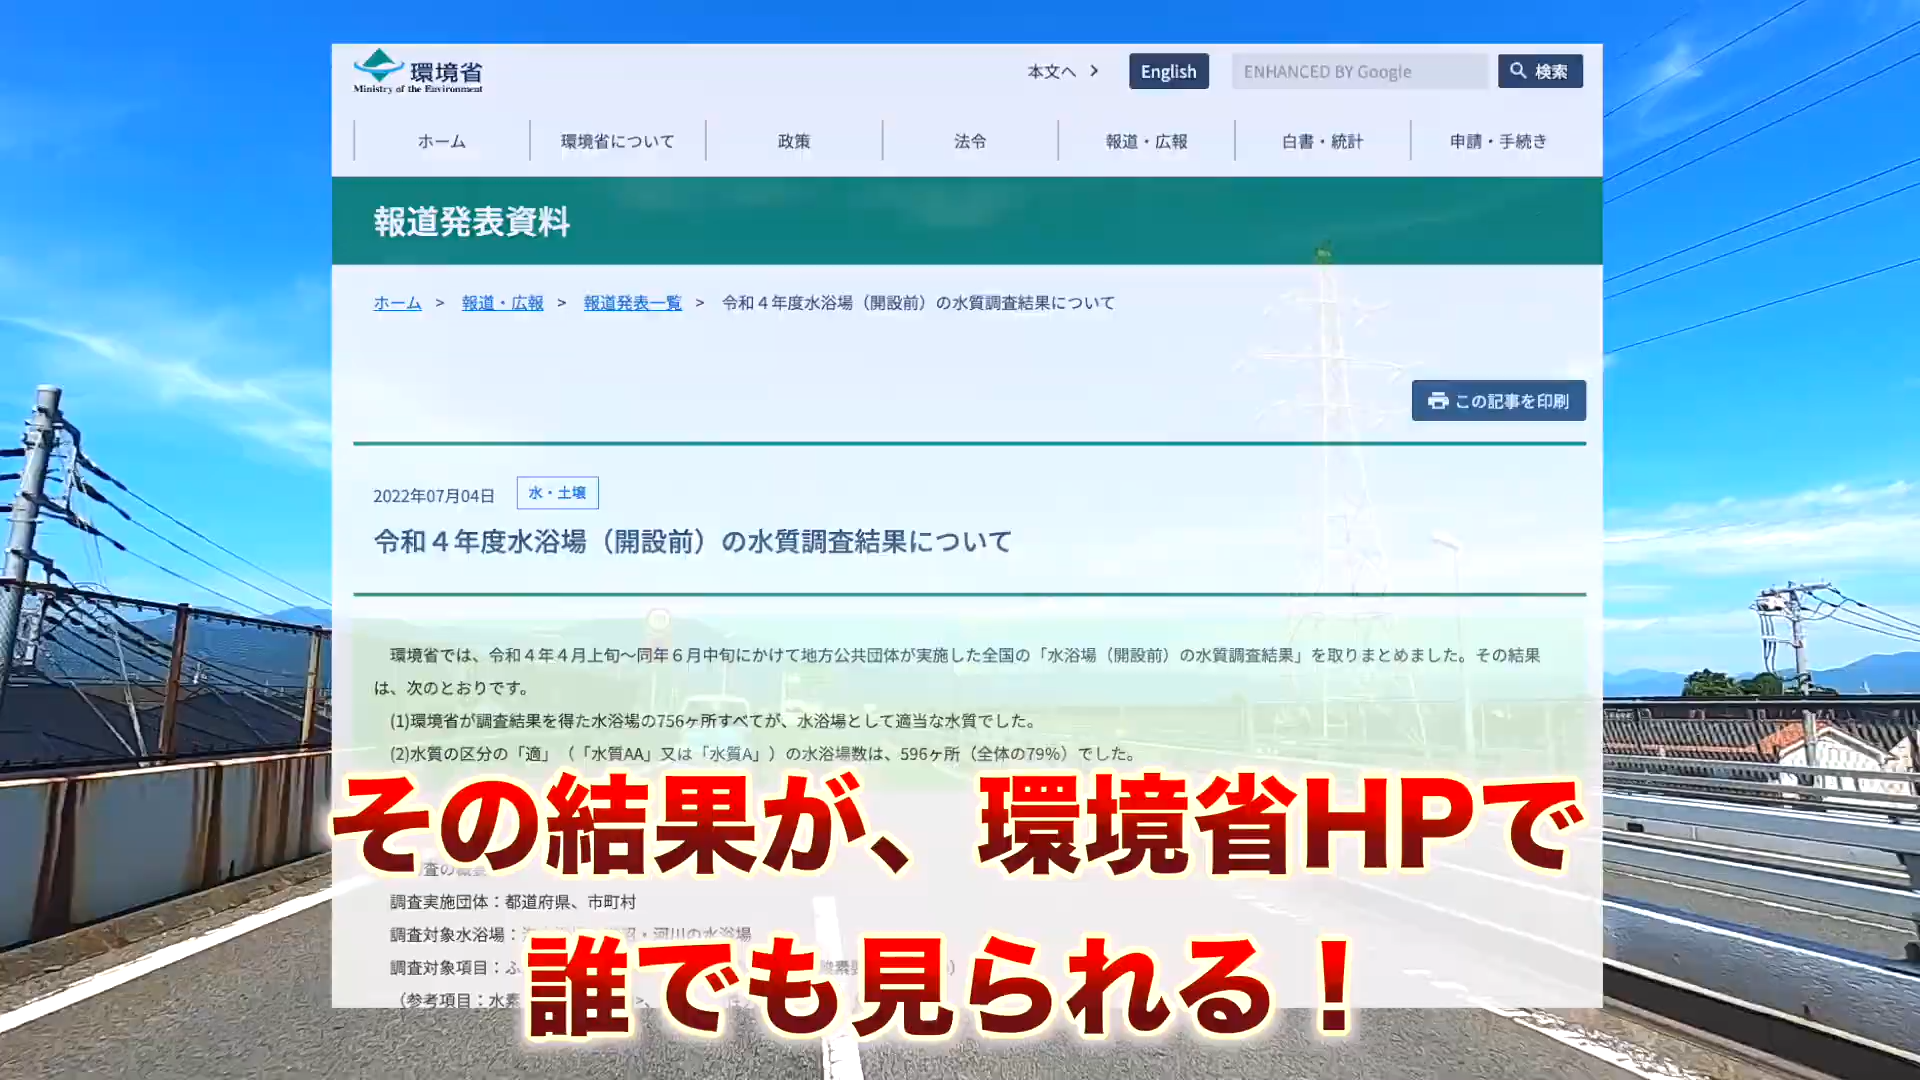 環境省
Ministry of the Environment
本文へ
English
ENHANCED BY Google
検索
ホーム
環境省について
政策
法令
報道・広報
白書・統計
申請・手続き
報道発表資料
ホーム > 報道・広報 > 報道発表一覧 > 令和4年度水浴場（開設前）の水質調査結果について
この記事を印刷
2022年07月04日
水・土壌
令和４年度水浴場（開設前）の水質調査結果について
環境省では、令和４年４月上旬～同年６月中旬にかけて地方公共団体が実施した全国の「水浴場（開設前）の水質調査結果」を取りまとめました。その結果
は、次のとおりです。
(1)環境省が調査結果を得た水浴場の756ヶ所すべてが、水浴場として適当な水質でした。
(2)水質の区分の「適」（「水質AA」又は「水質A」）の水浴場数は、596ヶ所（全体の79%）でした。
その結果が、環境省HPで
調査実施団体：都道府県、市町村
調査対象水浴場：
・河川の水浴場
調査対象項目：ふ
誰でも見られる！
（参考項目：水素